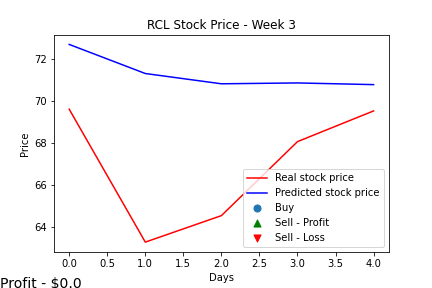 RCL Stock Price - Week 3
Price
72
70
68
66
64
Real stock price
Predicted stock price
Buy
Sell - Profit
Sell - Loss
0.0 0.5 1.0 1.5 2.0 2.5 3.0 3.5 4.0
Days
Profit - $0.0